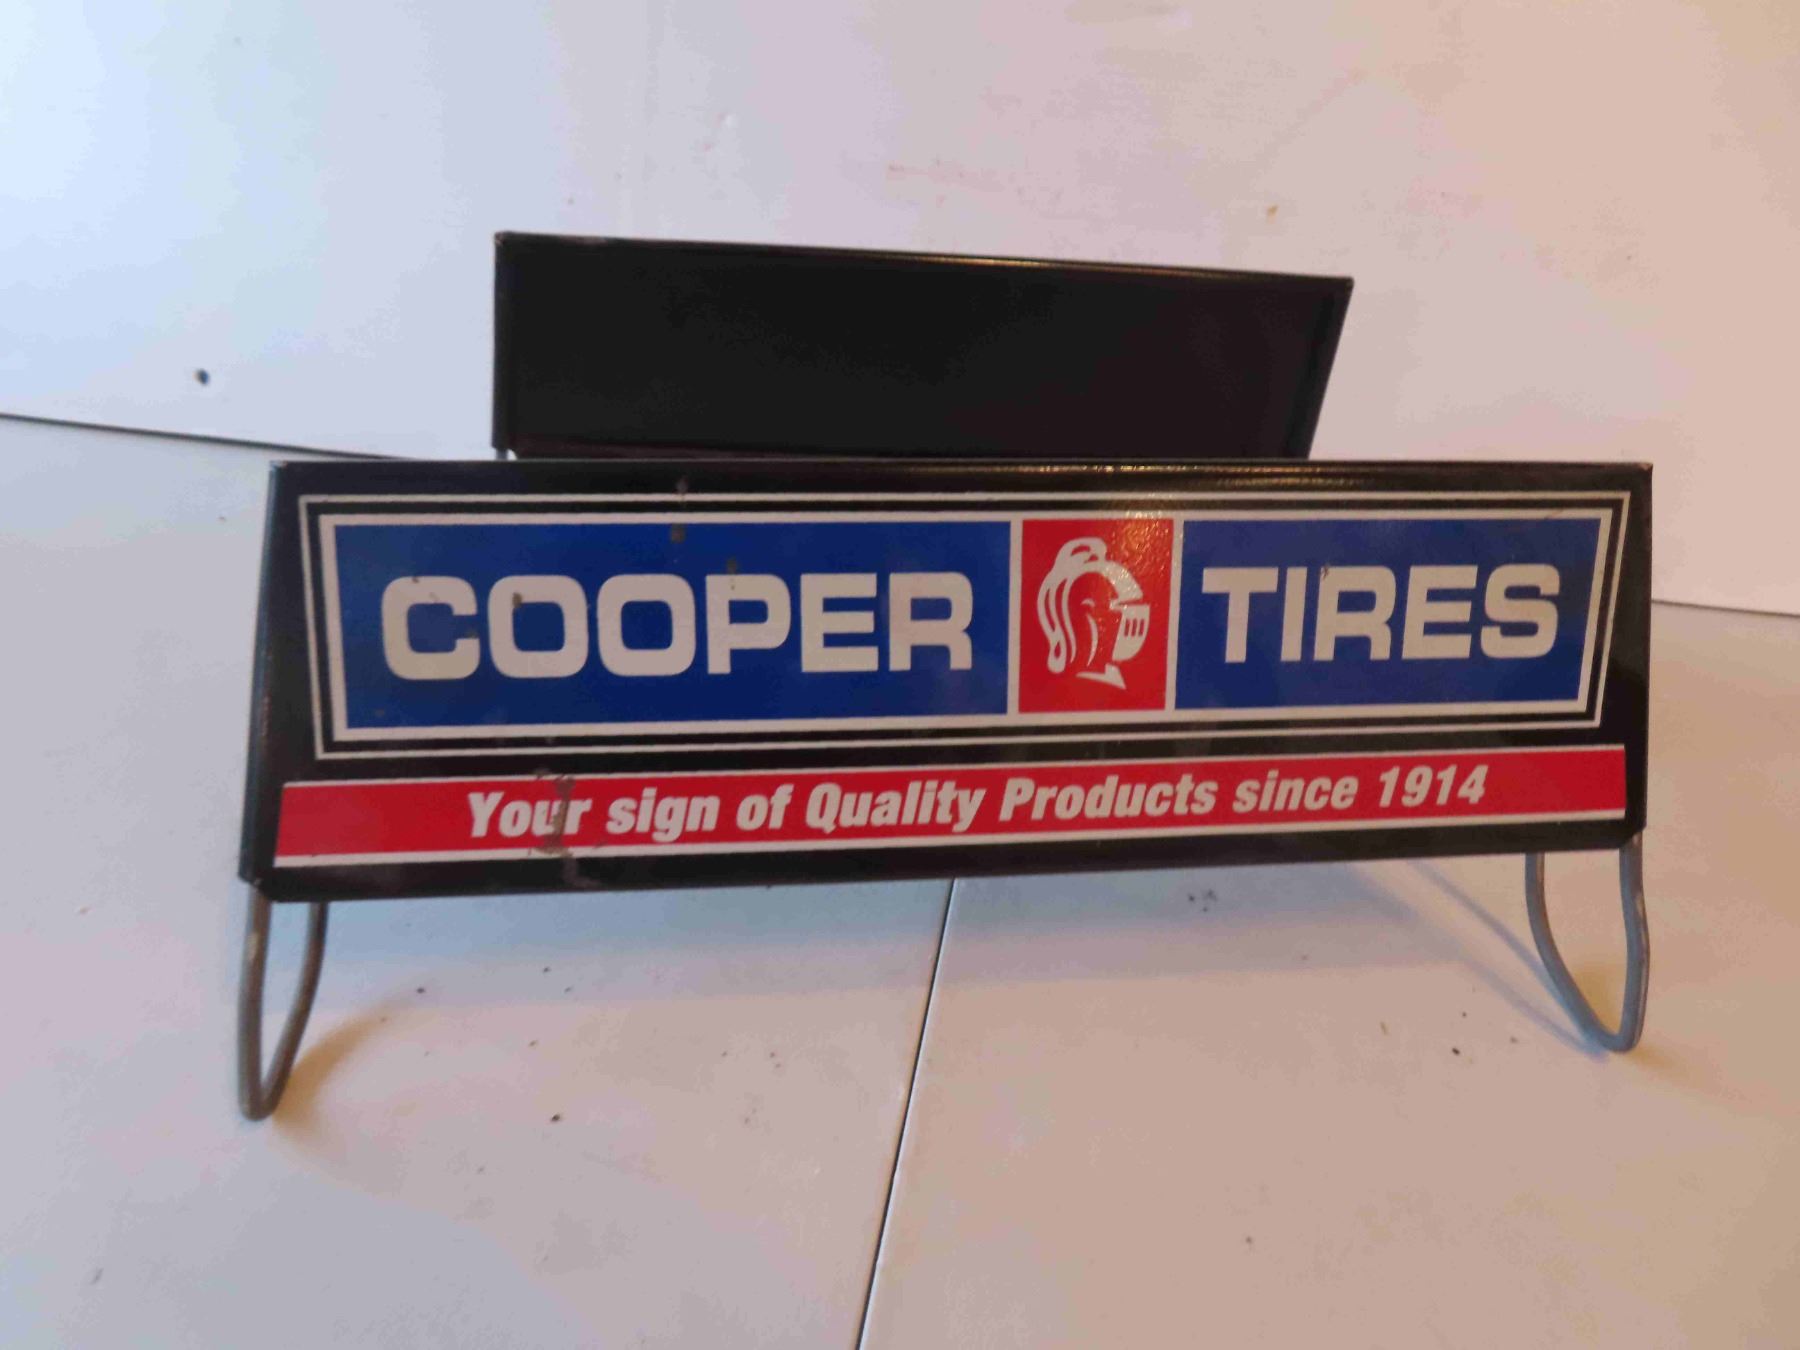 COOPER TIRES
Your sign of Quality Products since 1914